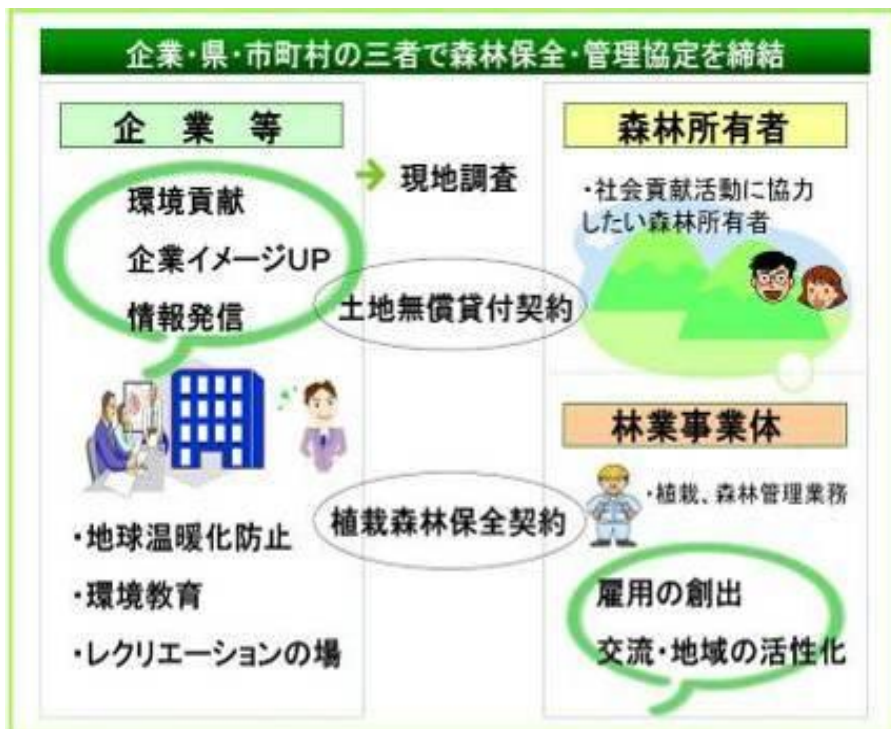 企業・県・市町村の三者で森林保全・管理協定を締結
企業等
環境貢献
企業イメージUP
情報発信
・地球温暖化防止
・環境教育
・レクリエーションの場
現地調査
土地無償貸付契約
植栽森林保全契約
森林所有者
・社会貢献活動に協力
したい森林所有者
林業事業体
・植栽、森林管理業務
雇用の創出
交流・地域の活性化